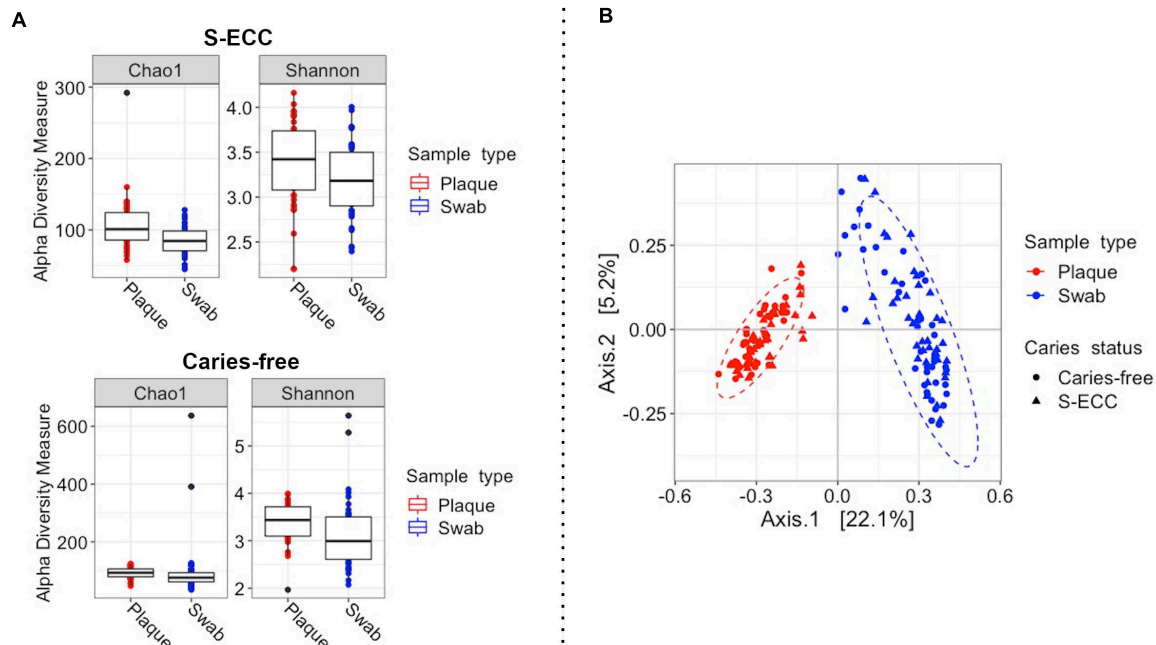 A
S-ECC
Chao1
Shannon
Alpha Diversity Measure
300
200
100
4.0
3.5
3.0
2.5
Plaque
Swab
Plaque
Swab
Sample type
Plaque
Swab
Caries-free
Chao1
Shannon
Alpha Diversity Measure
600
400
200
5
4
3
2
Plaque
Swab
Plaque
Swab
Sample type
Plaque
Swab
B
Axis.2 [5.2%]
0.25
0.00
-0.25
-0.6
-0.3
0.0
0.3
0.6
Axis.1 [22.1%]
Sample type
Plaque
Swab
Caries status
Caries-free
S-ECC